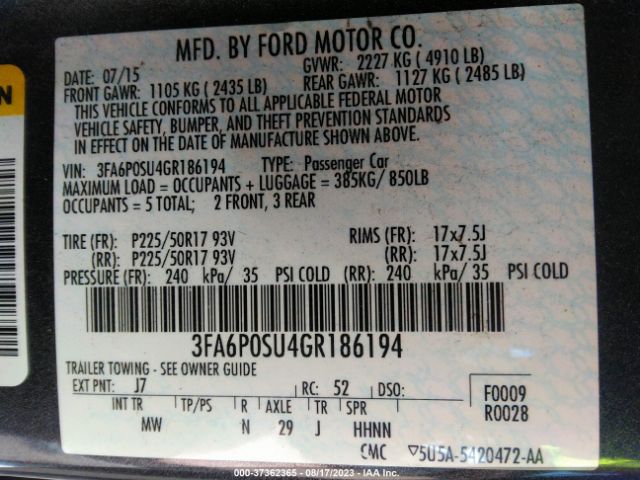 MFD. BY FORD MOTOR CO.
DATE: 07/15
GVWR: 2227 KG ( 4910 LB)
FRONT GAWR: 1105 KG ( 2435 LB)
REAR GAWR: 1127 KG ( 2485 LB)
THIS VEHICLE CONFORMS TO ALL APPLICABLE FEDERAL MOTOR
VEHICLE SAFETY, BUMPER, AND THEFT PREVENTION STANDARDS
IN EFFECT ON THE DATE OF MANUFACTURE SHOWN ABOVE.
VIN: 3FA6P0SU4GR186194 TYPE: Passenger Car
MAXIMUM LOAD = OCCUPANTS + LUGGAGE = 385KG/ 850LB
OCCUPANTS = 5 TOTAL; 2 FRONT, 3 REAR
TIRE (FR): P225/50R17 93V RIMS (FR): 17x7.5J
(RR): P225/50R17 93V (RR): 17x7.5J
PRESSURE (FR): 240 kPa/ 35 PSI COLD (RR): 240 kPa/ 35 PSI COLD
3FA6P0SU4GR186194
TRAILER TOWING - SEE OWNER GUIDE
EXT PNT: J7 RC: 52 DSO: F0009
R0028
INT TR TP/PS R AXLE TR SPR
MW N 29 J HHNN
CMC ▽5U5A-5420472-AA
000-37362365 - 08/17/2023 - IAA Inc.